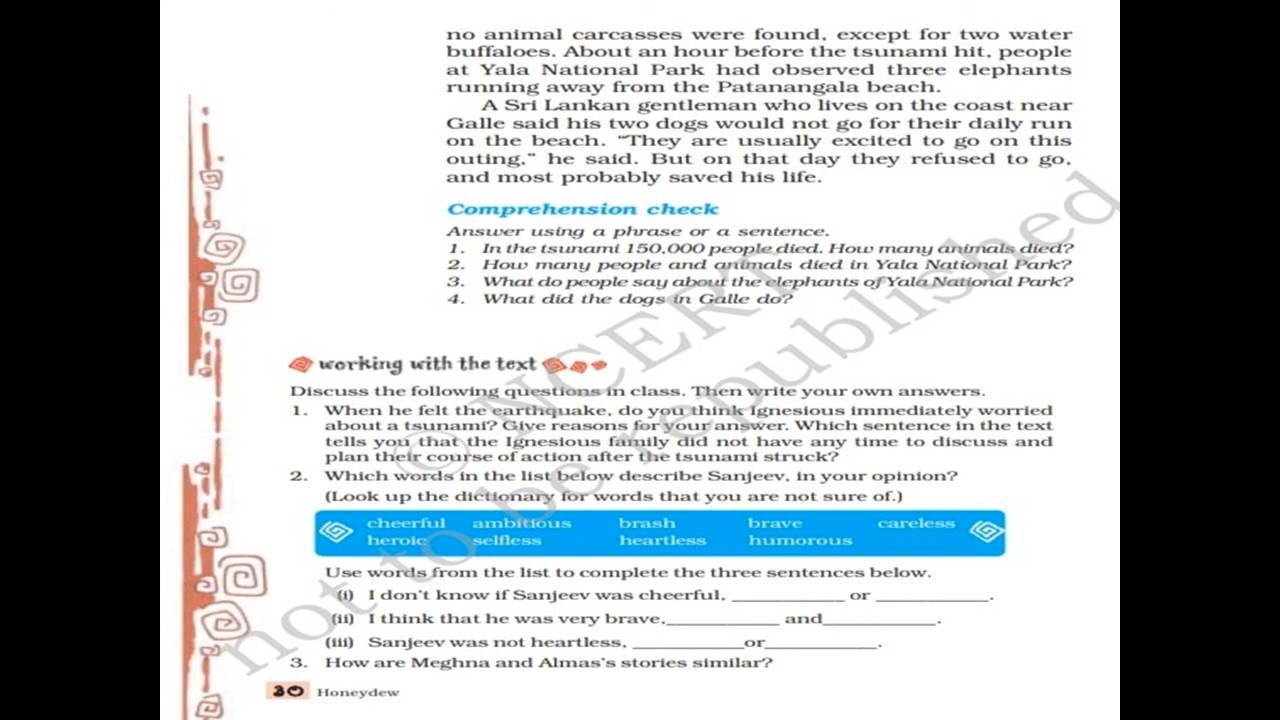 no animal carcasses were found, except for two water
buffaloes. About an hour before the tsunami hit, people
at Yala National Park had observed three elephants
running away from the Patanangala beach.
A Sri Lankan gentleman who lives on the coast near
Galle said his two dogs would not go for their daily run
on the beach. “They are usually excited to go on this
outing,” he said. But on that day they refused to go,
and most probably saved his life.
Comprehension check
Answer using a phrase or a sentence.
1. In the tsunami 150,000 people died. How many animals died?
2. How many people and animals died in Yala National Park?
3. What do people say about the elephants of Yala National Park?
4. What did the dogs in Galle do?
working with the text
Discuss the following questions in class. Then write your own answers.
1. When he felt the earthquake, do you think Ignesious immediately worried
about a tsunami? Give reasons for your answer. Which sentence in the text
tells you that the Ignesious family did not have any time to discuss and
plan their course of action after the tsunami struck?
2. Which words in the list below describe Sanjeev, in your opinion?
(Look up the dictionary for words that you are not sure of.)
cheerful ambitious brash brave careless
heroic selfless heartless humorous
Use words from the list to complete the three sentences below.
(i) I don’t know if Sanjeev was cheerful, __________ or __________.
(ii) I think that he was very brave,__________ and__________.
(iii) Sanjeev was not heartless, __________or__________.
3. How are Meghna and Almas’s stories similar?
30 Honeydew
© NCERT
not to be republished